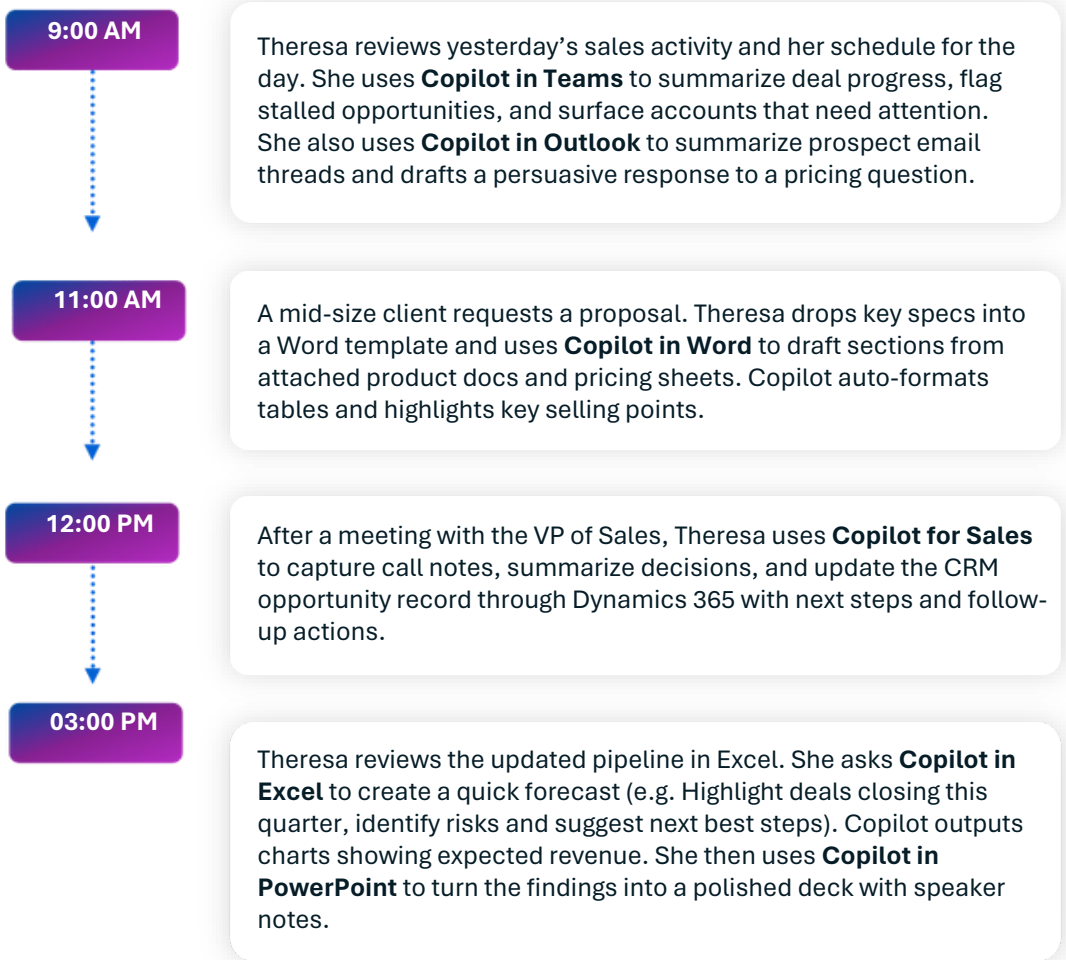 9:00 AM
Theresa reviews yesterday’s sales activity and her schedule for the
day. She uses Copilot in Teams to summarize deal progress, flag
stalled opportunities, and surface accounts that need attention.
She also uses Copilot in Outlook to summarize prospect email
threads and drafts a persuasive response to a pricing question.
11:00 AM
A mid-size client requests a proposal. Theresa drops key specs into
a Word template and uses Copilot in Word to draft sections from
attached product docs and pricing sheets. Copilot auto-formats
tables and highlights key selling points.
12:00 PM
After a meeting with the VP of Sales, Theresa uses Copilot for Sales
to capture call notes, summarize decisions, and update the CRM
opportunity record through Dynamics 365 with next steps and follow-
up actions.
03:00 PM
Theresa reviews the updated pipeline in Excel. She asks Copilot in
Excel to create a quick forecast (e.g. Highlight deals closing this
quarter, identify risks and suggest next best steps). Copilot outputs
charts showing expected revenue. She then uses Copilot in
PowerPoint to turn the findings into a polished deck with speaker
notes.